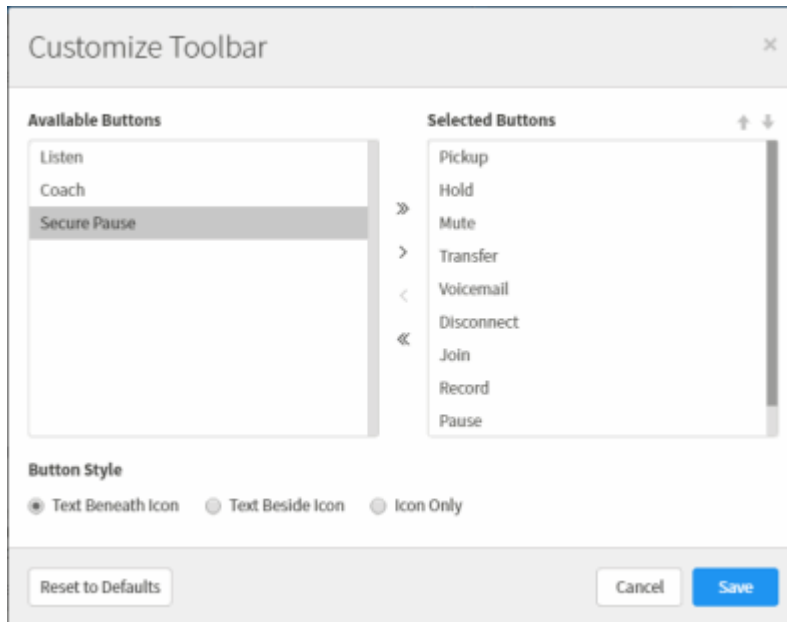 Customize Toolbar
Available Buttons
Listen
Coach
Secure Pause
Selected Buttons
Pickup
Hold
Mute
Transfer
Voicemail
Disconnect
Join
Record
Pause
Button Style
Text Beneath Icon Text Beside Icon Icon Only
Reset to Defaults Cancel Save